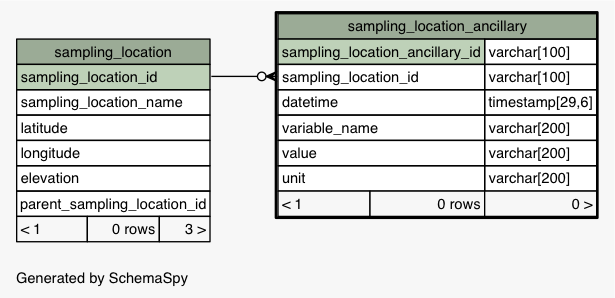 sampling_location
sampling_location_id
sampling_location_name
latitude
longitude
elevation
parent_sampling_location_id
< 1 0 rows 3 >
sampling_location_ancillary
sampling_location_ancillary_id varchar[100]
sampling_location_id varchar[100]
datetime timestamp[29,6]
variable_name varchar[200]
value varchar[200]
unit varchar[200]
< 1 0 rows 0 >
Generated by SchemaSpy